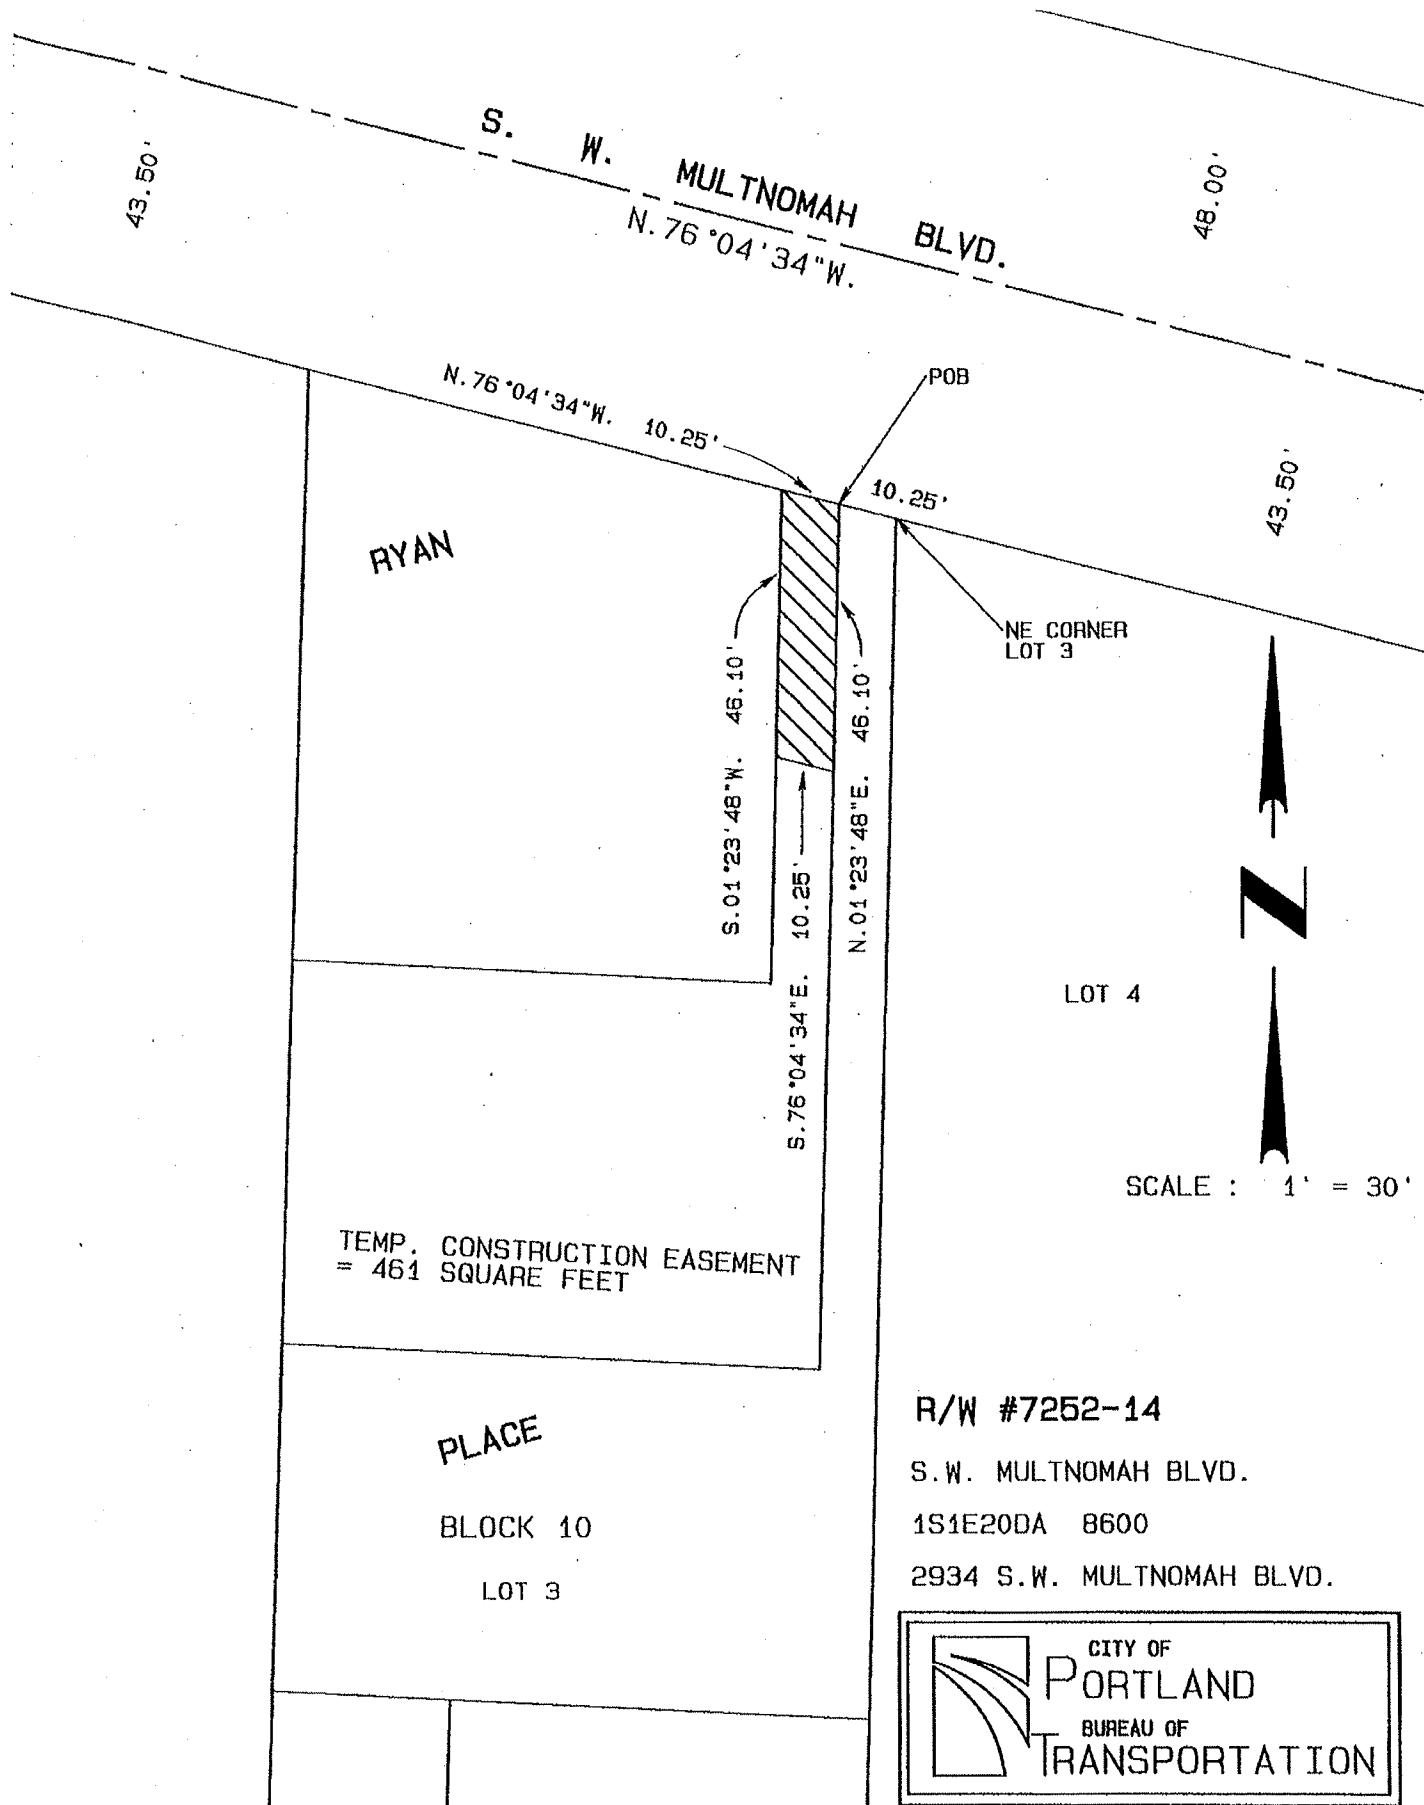 S. W. MULTNOMAH BLVD.
N.76°04'34"W.
43.50'
48.00'
N.76°04'34"W. 10.25'
POB
10.25'
43.50'
RYAN
NE CORNER
LOT 3
S.01°23'48"W. 46.10'
N.01°23'48"E. 46.10'
S.76°04'34"E. 10.25'
N
LOT 4
SCALE : 1' = 30'
TEMP. CONSTRUCTION EASEMENT
= 461 SQUARE FEET
PLACE
BLOCK 10
LOT 3
R/W #7252-14
S.W. MULTNOMAH BLVD.
1S1E20DA 8600
2934 S.W. MULTNOMAH BLVD.
CITY OF
PORTLAND
BUREAU OF
TRANSPORTATION